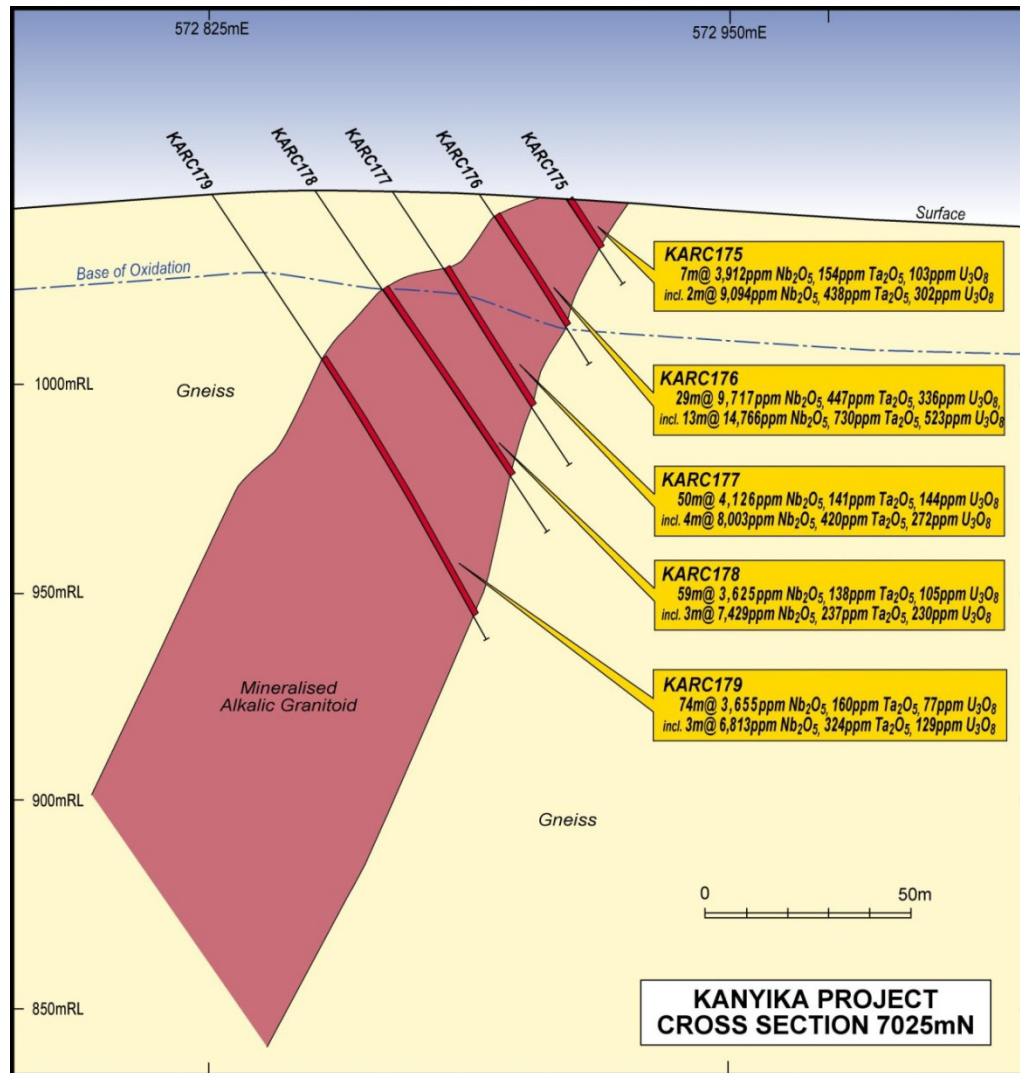 572 825mE
572 950mE
KARC179
KARC178
KARC177
KARC176
KARC175
Surface
Base of Oxidation
KARC175
7m@ 3,912ppm Nb₂O₅, 154ppm Ta₂O₅, 103ppm U₃O₈
incl. 2m@ 9,094ppm Nb₂O₅, 438ppm Ta₂O₅, 302ppm U₃O₈
1000mRL
Gneiss
KARC176
29m@ 9,717ppm Nb₂O₅, 447ppm Ta₂O₅, 336ppm U₃O₈,
incl. 13m@ 14,766ppm Nb₂O₅, 730ppm Ta₂O₅, 523ppm U₃O₈
KARC177
50m@ 4,126ppm Nb₂O₅, 141ppm Ta₂O₅, 144ppm U₃O₈
incl. 4m@ 8,003ppm Nb₂O₅, 420ppm Ta₂O₅, 272ppm U₃O₈
950mRL
KARC178
59m@ 3,625ppm Nb₂O₅, 138ppm Ta₂O₅, 105ppm U₃O₈
incl. 3m@ 7,429ppm Nb₂O₅, 237ppm Ta₂O₅, 230ppm U₃O₈
Mineralised
Alkalic Granitoid
KARC179
74m@ 3,655ppm Nb₂O₅, 160ppm Ta₂O₅, 77ppm U₃O₈
incl. 3m@ 6,813ppm Nb₂O₅, 324ppm Ta₂O₅, 129ppm U₃O₈
900mRL
Gneiss
0
50m
850mRL
KANYIKA PROJECT
CROSS SECTION 7025mN